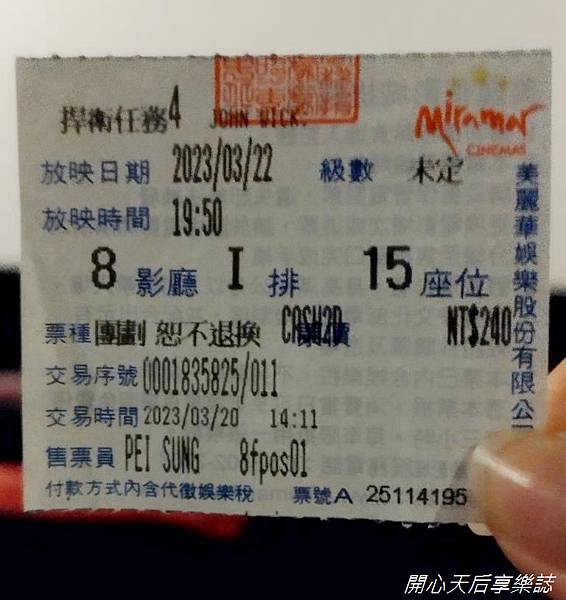 捍衛任務4 JOHN WICK:
Miramar
CINEMAS
放映日期 2023/03/22 級數 未定
放映時間 19:50
8 影廳 I 排 15 座位
票種 團劃 恕不退換 COSH2D 票價 NT$240
交易序號 0001835825/011
交易時間 2023/03/20 14:11
售票員 PEI SUNG 8fpos01
付款方式內含代徵娛樂稅 票號A 25114195
美麗華娛樂股份有限公司
開心天后享樂誌